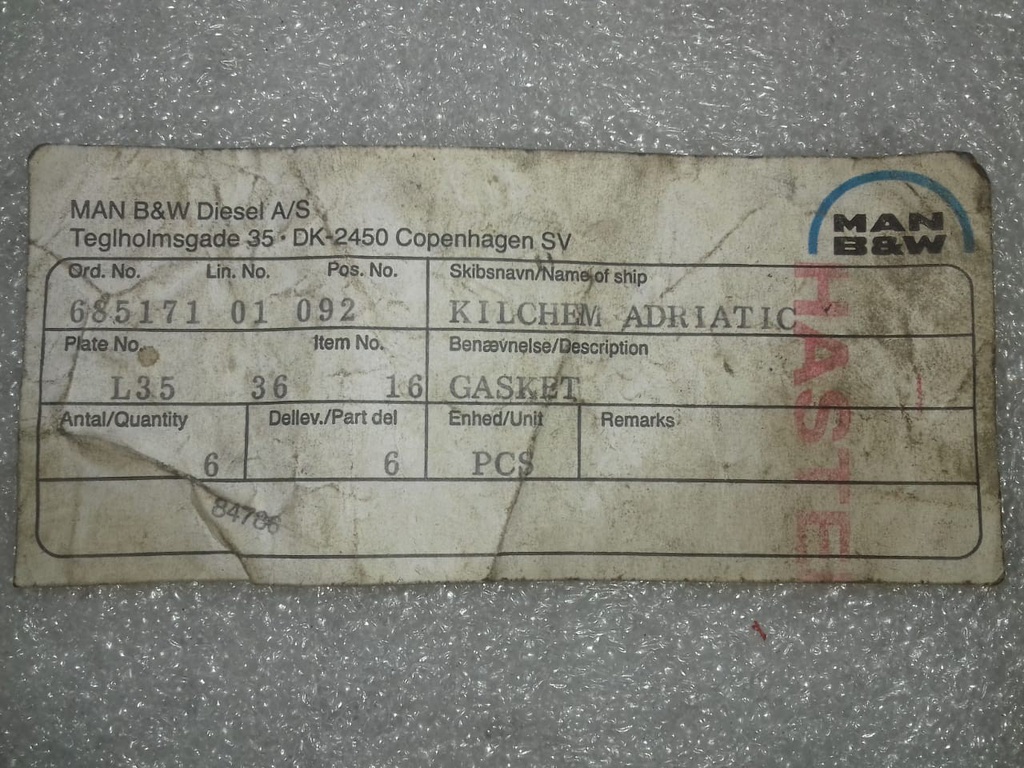 MAN B&W Diesel A/S
Teglholmsgade 35 · DK-2450 Copenhagen SV
MAN
B&W
Ord. No. Lin. No. Pos. No. Skibsnavn/Name of ship
685171 01 092 KILCHEM ADRIATIC
Plate No. Item No. Benævnelse/Description
L35 36 16 GASKET
Antal/Quantity Dellev./Part del Enhed/Unit Remarks
6 6 PCS
84786
HASTE